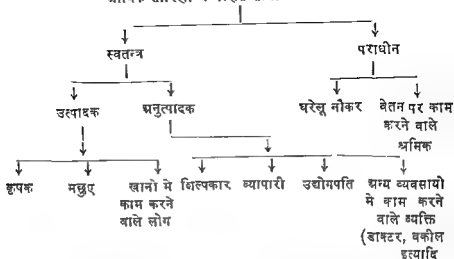 स्वतन्त्र पराधीन
उत्पादक अनुत्पादक घरेलू नौकर वेतन पर काम
करने वाले
श्रमिक
कृषक मछुए खानो मे शिल्पकार व्यापारी उद्योगपति अन्य व्यवसायो
काम करने मे काम करने
वाले लोग वाले व्यक्ति
(डाक्टर, वकील
इत्यादि